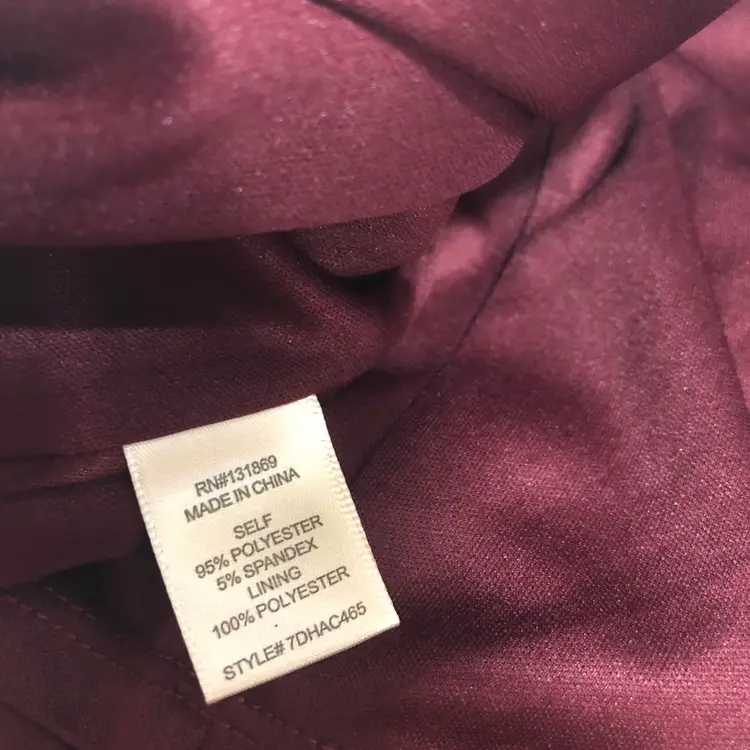 RN#131869
MADE IN CHINA
SELF
95% POLYESTER
5% SPANDEX
LINING
100% POLYESTER
STYLE# 7DHAC465